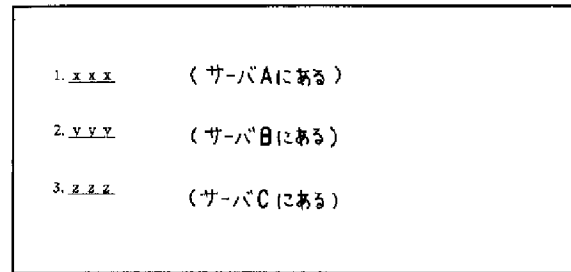 1. x x x (サーバAにある)
2. y y y (サーバBにある)
3. z z z (サーバCにある)